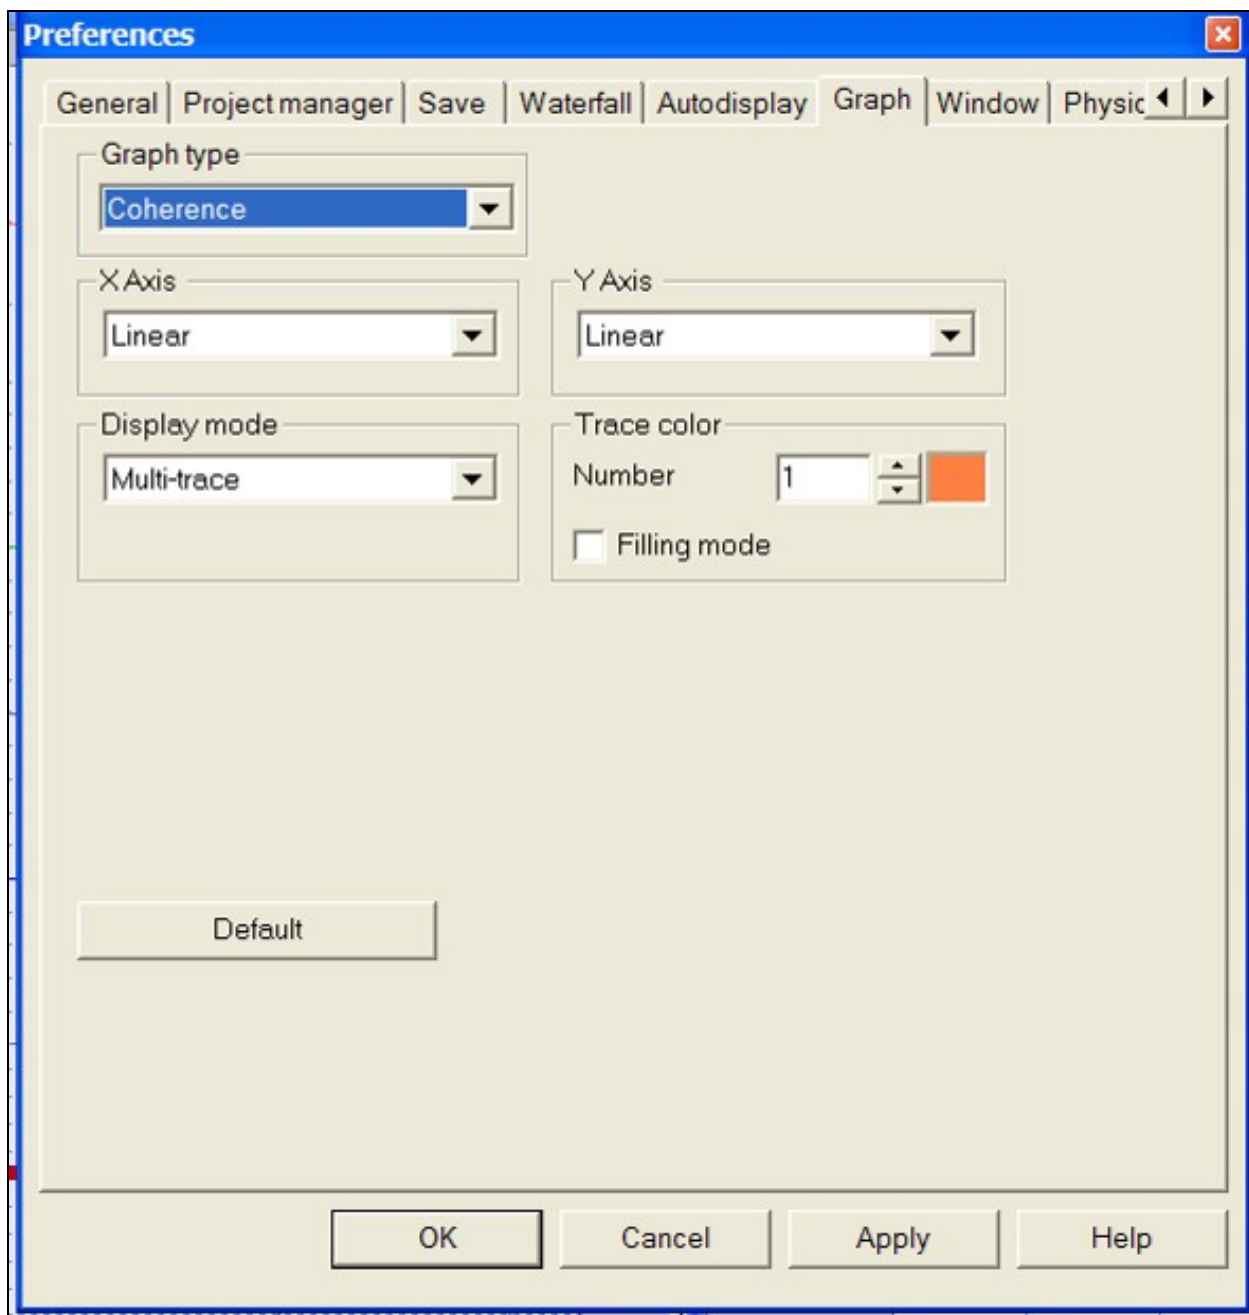 Preferences
General Project manager Save Waterfall Autodisplay Graph Window Physic
Graph type
Coherence
X Axis Y Axis
Linear Linear
Display mode Trace color
Multi-trace Number 1
Filling mode
Default
OK Cancel Apply Help